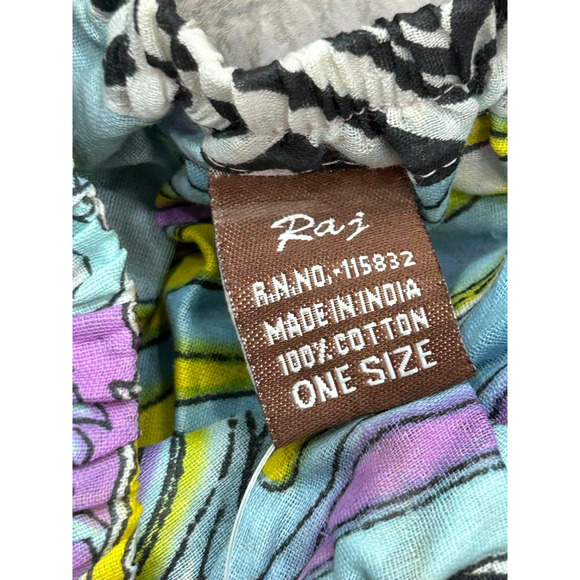 Raj
R.N.NO;-115832
MADE IN INDIA
100% COTTON
ONE SIZE